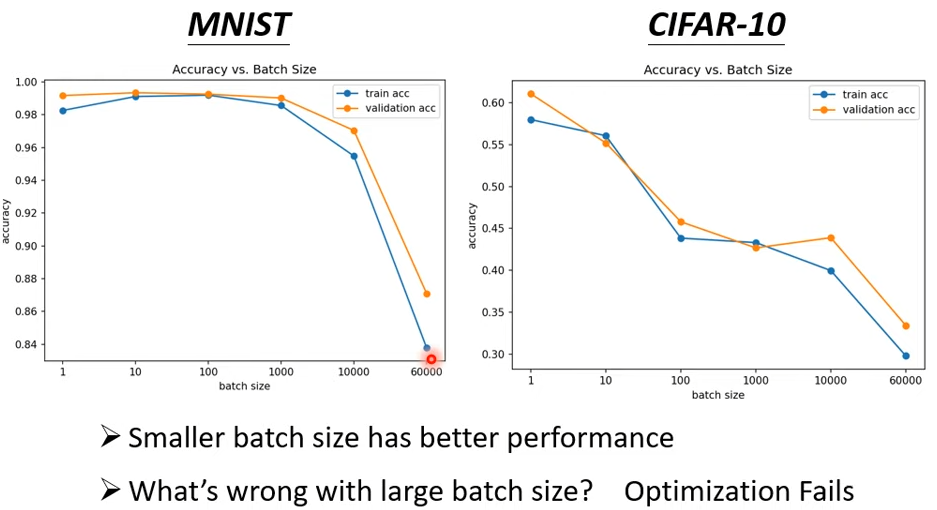 MNIST
CIFAR-10
Accuracy vs. Batch Size
train acc
validation acc
1.00
0.98
0.96
0.94
0.92
0.90
0.88
0.86
0.84
accuracy
1 10 100 1000 10000 60000
batch size
Accuracy vs. Batch Size
train acc
validation acc
0.60
0.55
0.50
0.45
0.40
0.35
0.30
accuracy
1 10 100 1000 10000 60000
batch size
➢ Smaller batch size has better performance
➢ What’s wrong with large batch size? Optimization Fails